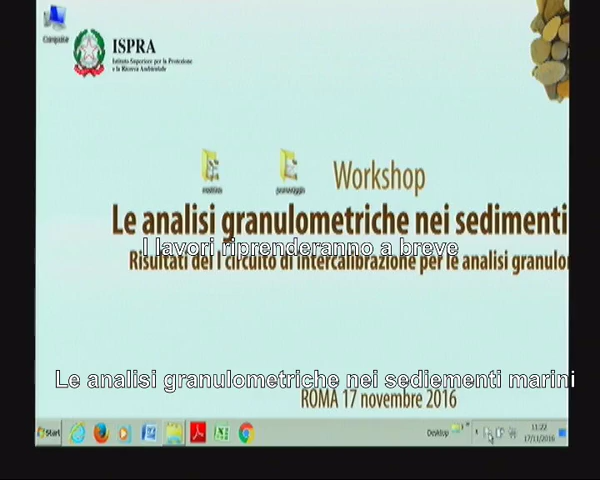 Computer
ISPRA
Istituto Superiore per la Protezione
e la Ricerca Ambientale
mattina
pomeriggio
Workshop
Le analisi granulometriche nei sedimenti
I lavori riprenderanno a breve
Risultati del I circuito di intercalibrazione per le analisi granulo
Le analisi granulometriche nei sediementi marini
ROMA 17 novembre 2016
Start
Desktop
11:22
17/11/2016